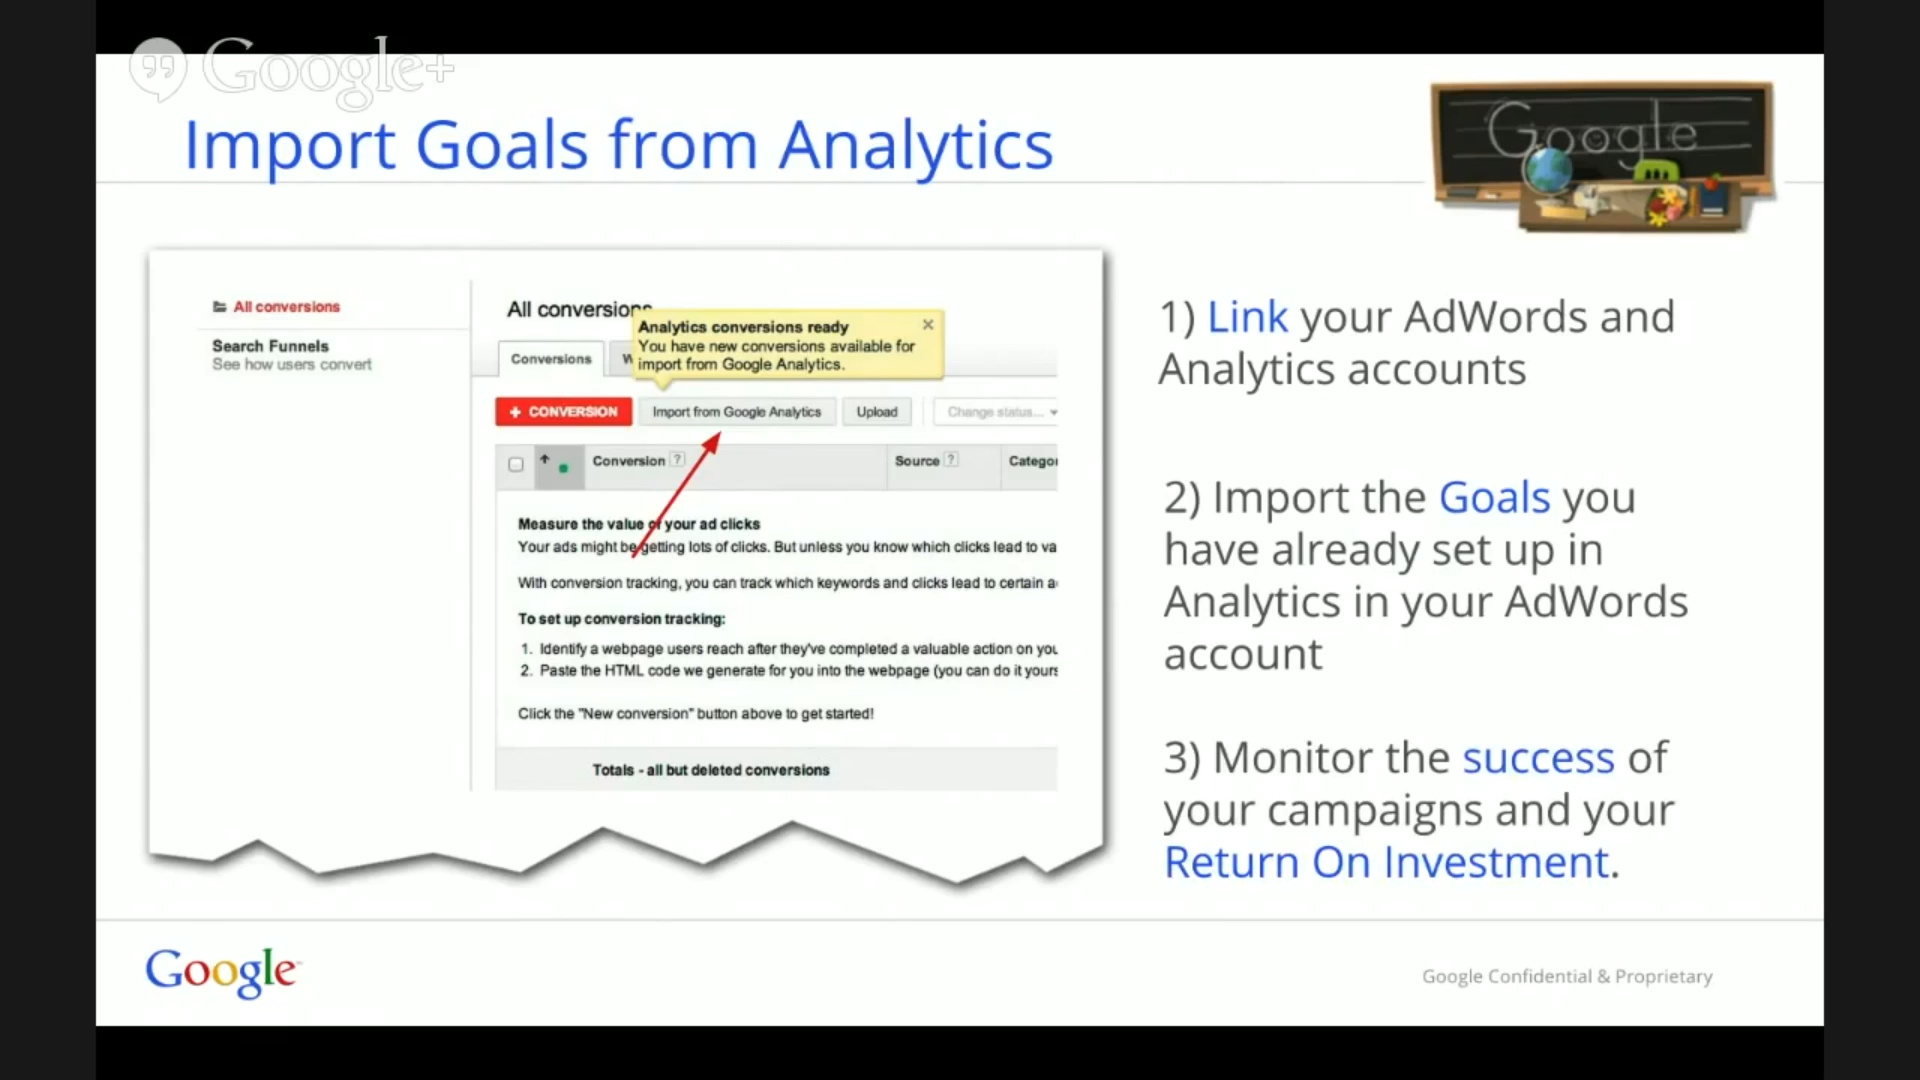 Google+
Import Goals from Analytics
Google
All conversions
Search Funnels
See how users convert
All conversions
Analytics conversions ready
You have new conversions available for
import from Google Analytics.
Conversions
+ CONVERSION
Import from Google Analytics
Upload
Change status...
Conversion ?
Source ?
Categor
Measure the value of your ad clicks
Your ads might be getting lots of clicks. But unless you know which clicks lead to va
With conversion tracking, you can track which keywords and clicks lead to certain a
To set up conversion tracking:
1. Identify a webpage users reach after they've completed a valuable action on you
2. Paste the HTML code we generate for you into the webpage (you can do it yours
Click the "New conversion" button above to get started!
Totals - all but deleted conversions
1) Link your AdWords and
Analytics accounts
2) Import the Goals you
have already set up in
Analytics in your AdWords
account
3) Monitor the success of
your campaigns and your
Return On Investment.
Google
Google Confidential & Proprietary